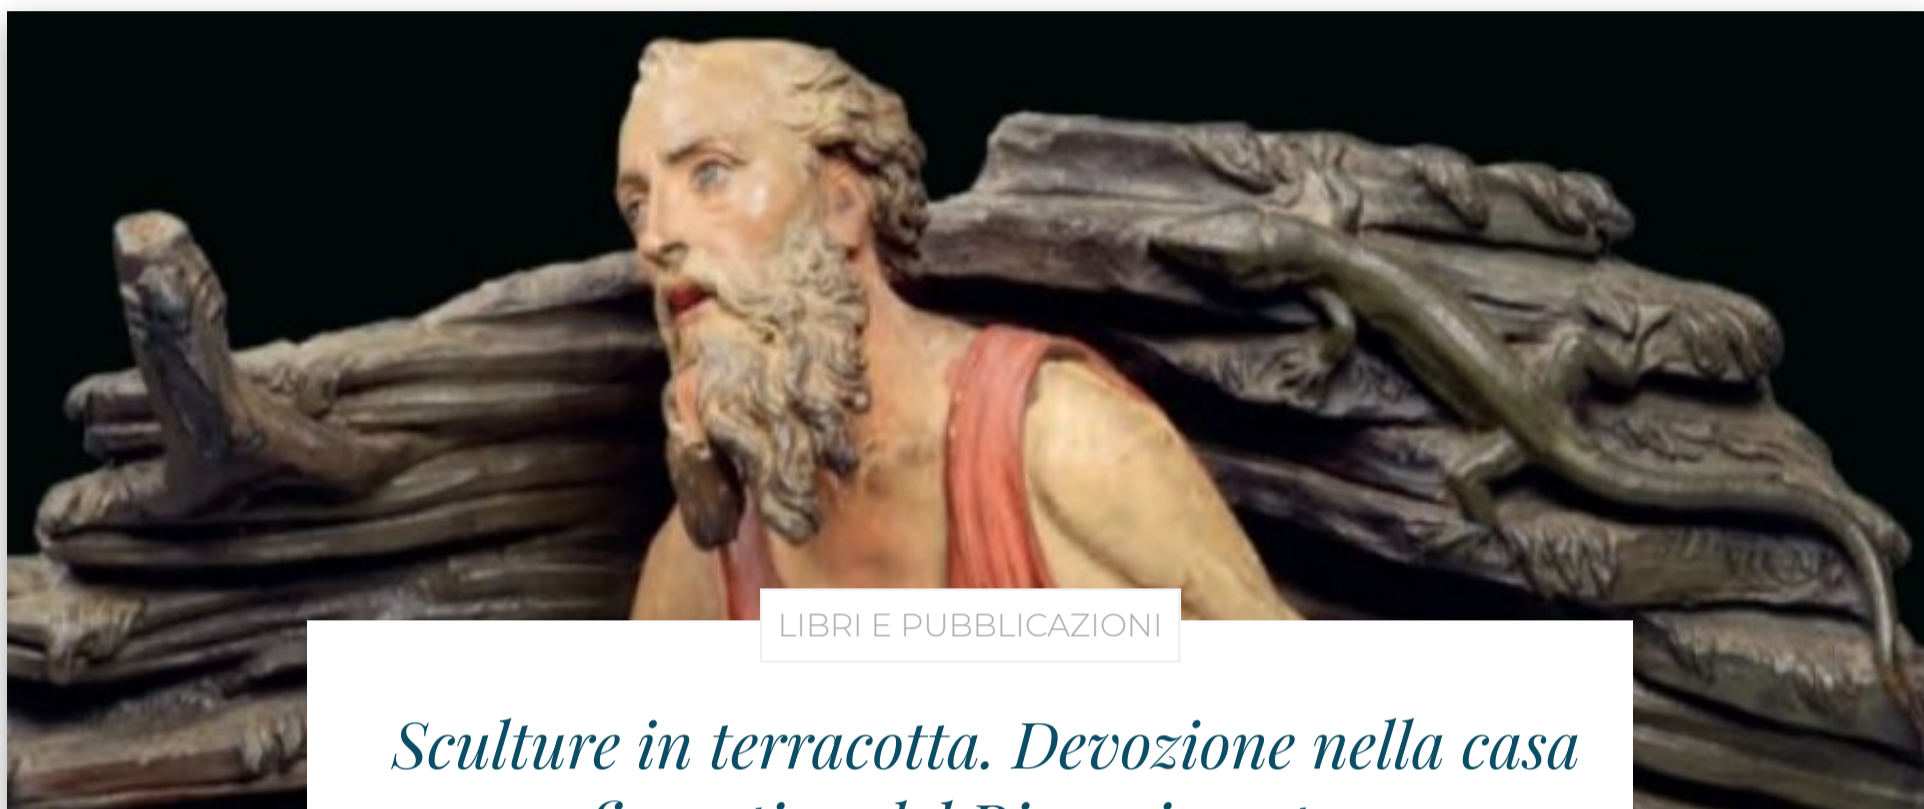 LIBRI E PUBBLICAZIONI
Sculture in terracotta. Devozione nella casa